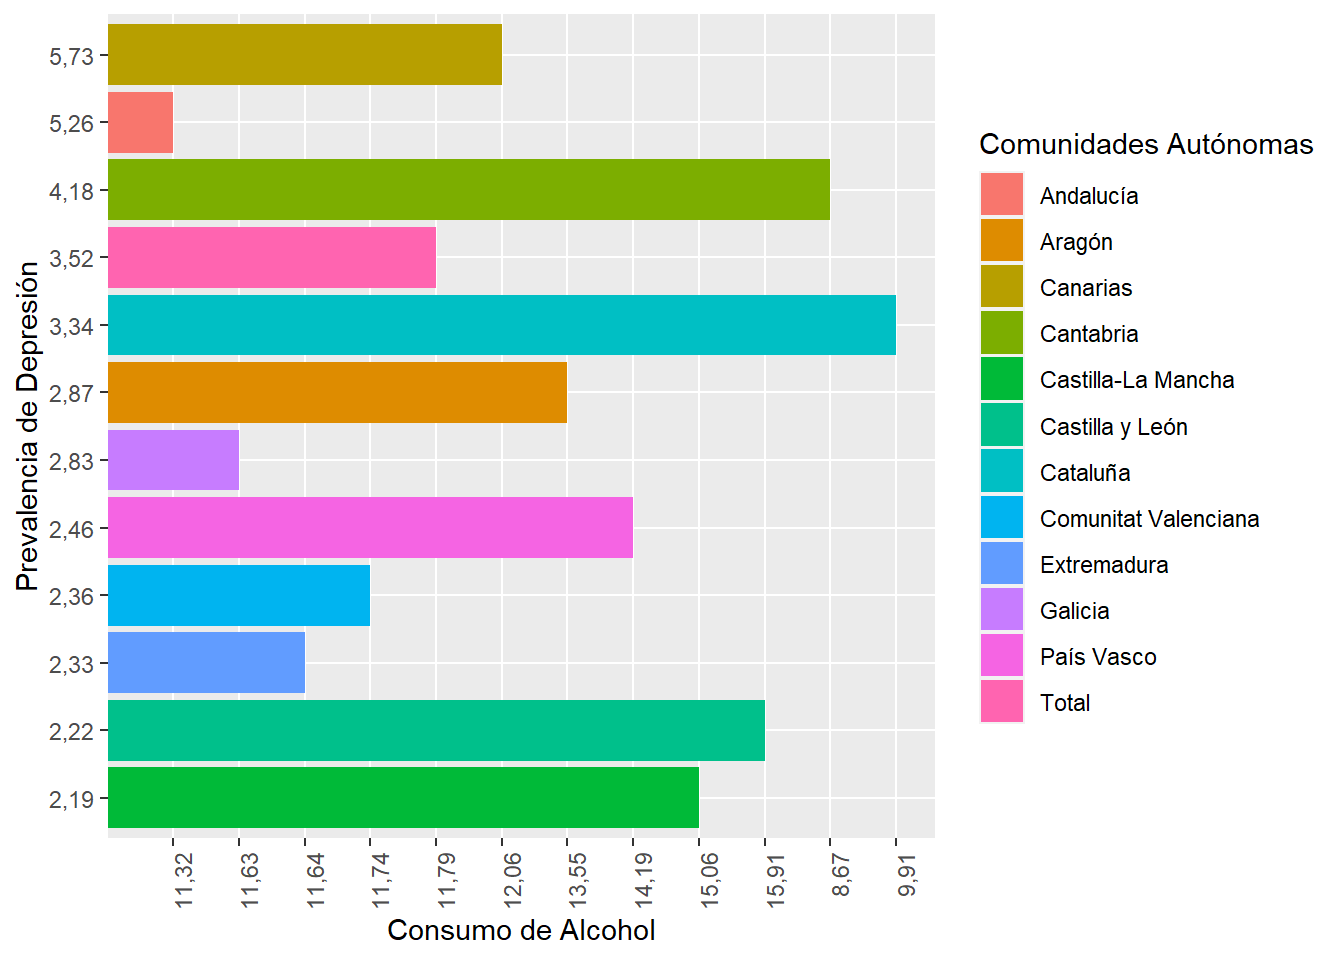 Prevalencia de Depresión
5,73
5,26
4,18
3,52
3,34
2,87
2,83
2,46
2,36
2,33
2,22
2,19
11,32
11,63
11,64
11,74
11,79
12,06
13,55
14,19
15,06
15,91
8,67
9,91
Consumo de Alcohol
Comunidades Autónomas
Andalucía
Aragón
Canarias
Cantabria
Castilla-La Mancha
Castilla y León
Cataluña
Comunitat Valenciana
Extremadura
Galicia
País Vasco
Total